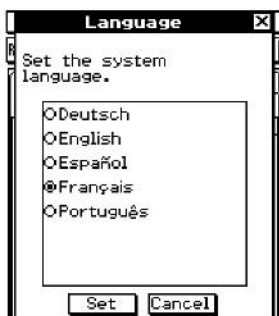 Language
Set the system
language.
Deutsch
English
Español
Français
Português
Set Cancel